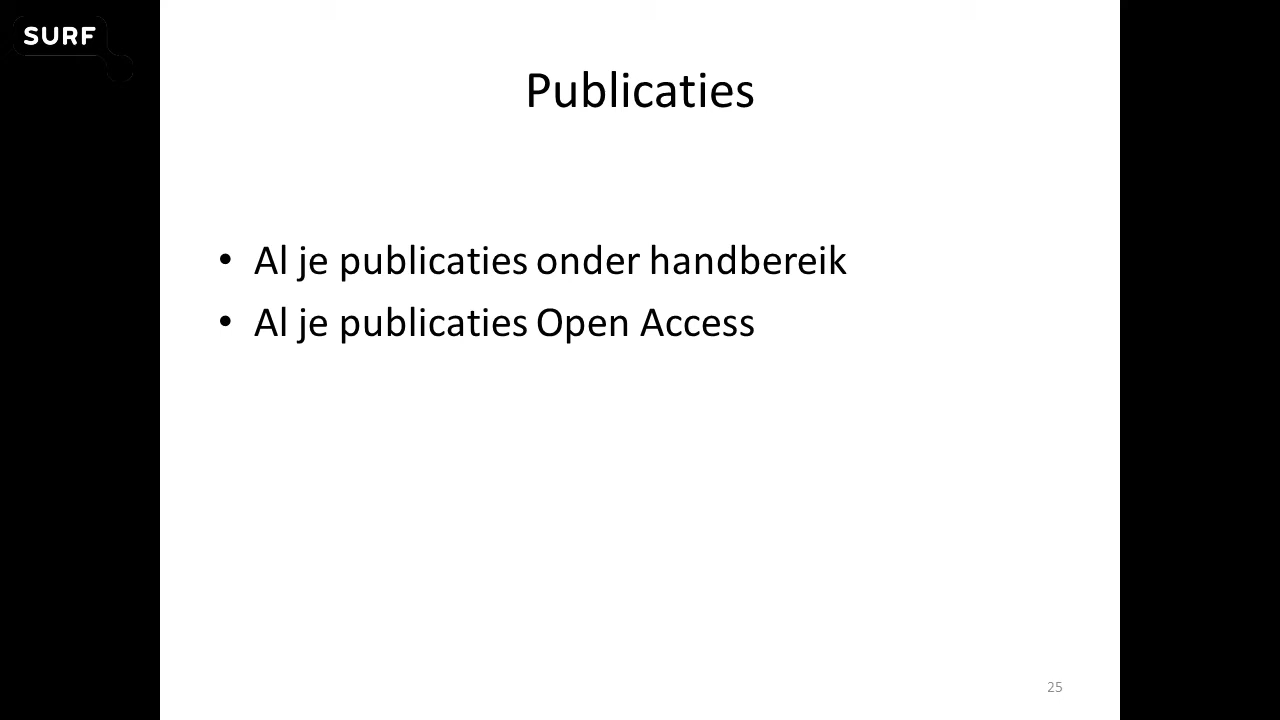 SURF
Publicaties
• Al je publicaties onder handbereik
• Al je publicaties Open Access
25